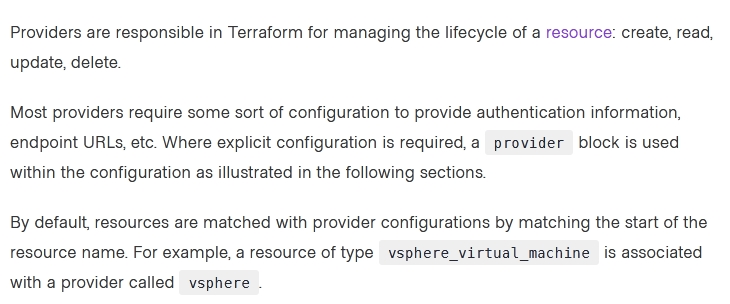 Providers are responsible in Terraform for managing the lifecycle of a resource: create, read,
update, delete.
Most providers require some sort of configuration to provide authentication information,
endpoint URLs, etc. Where explicit configuration is required, a provider block is used
within the configuration as illustrated in the following sections.
By default, resources are matched with provider configurations by matching the start of the
resource name. For example, a resource of type vsphere_virtual_machine is associated
with a provider called vsphere.